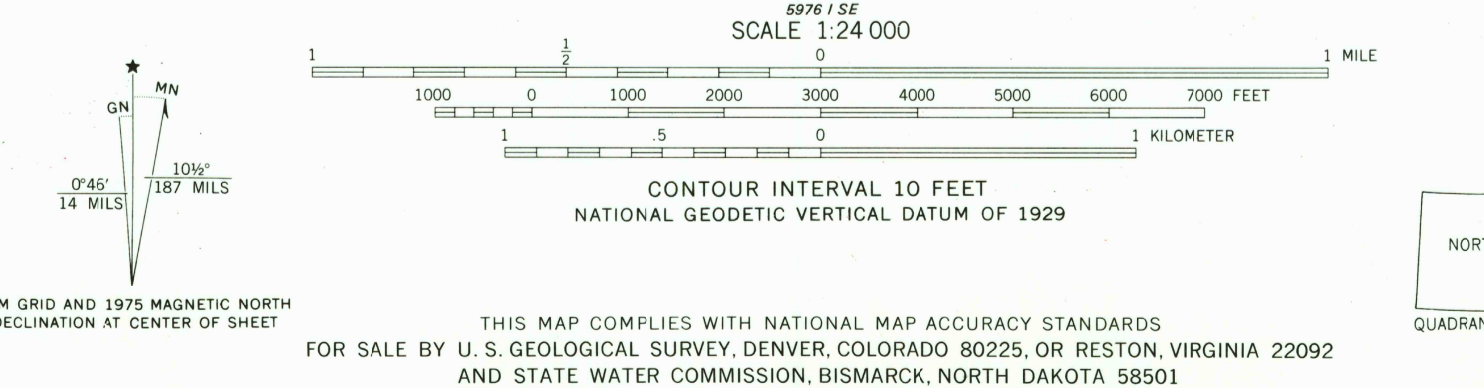 5976 I SE
SCALE 1:24 000
1 ½ 0 1 MILE
1000 0 1000 2000 3000 4000 5000 6000 7000 FEET
1 .5 0 1 KILOMETER
CONTOUR INTERVAL 10 FEET
NATIONAL GEODETIC VERTICAL DATUM OF 1929
GN MN
0°46′ 10½°
14 MILS 187 MILS
M GRID AND 1975 MAGNETIC NORTH
DECLINATION AT CENTER OF SHEET
THIS MAP COMPLIES WITH NATIONAL MAP ACCURACY STANDARDS
FOR SALE BY U. S. GEOLOGICAL SURVEY, DENVER, COLORADO 80225, OR RESTON, VIRGINIA 22092
AND STATE WATER COMMISSION, BISMARCK, NORTH DAKOTA 58501
NORT
QUADRAN